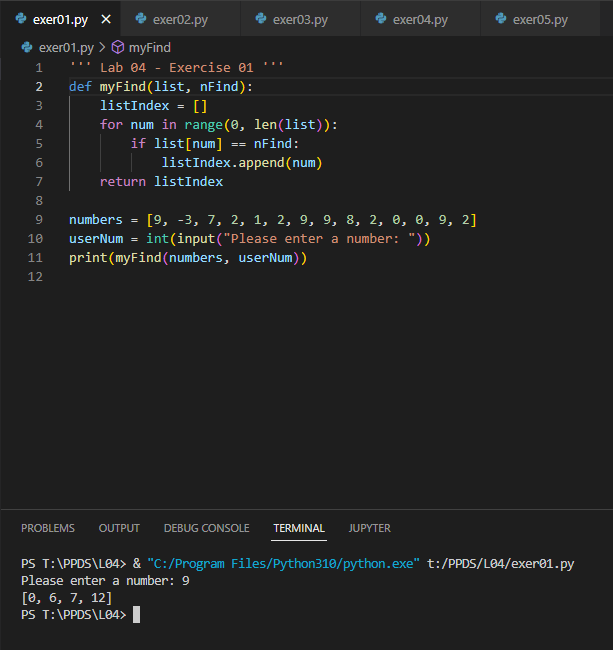 exer01.py exer02.py exer03.py exer04.py exer05.py
exer01.py > myFind
1 ''' Lab 04 - Exercise 01 '''
2 def myFind(list, nFind):
3     listIndex = []
4     for num in range(0, len(list)):
5         if list[num] == nFind:
6             listIndex.append(num)
7     return listIndex
8
9 numbers = [9, -3, 7, 2, 1, 2, 9, 9, 8, 2, 0, 0, 9, 2]
10 userNum = int(input("Please enter a number: "))
11 print(myFind(numbers, userNum))
12
PROBLEMS OUTPUT DEBUG CONSOLE TERMINAL JUPYTER
PS T:\PPDS\L04> & "C:/Program Files/Python310/python.exe" t:/PPDS/L04/exer01.py
Please enter a number: 9
[0, 6, 7, 12]
PS T:\PPDS\L04>